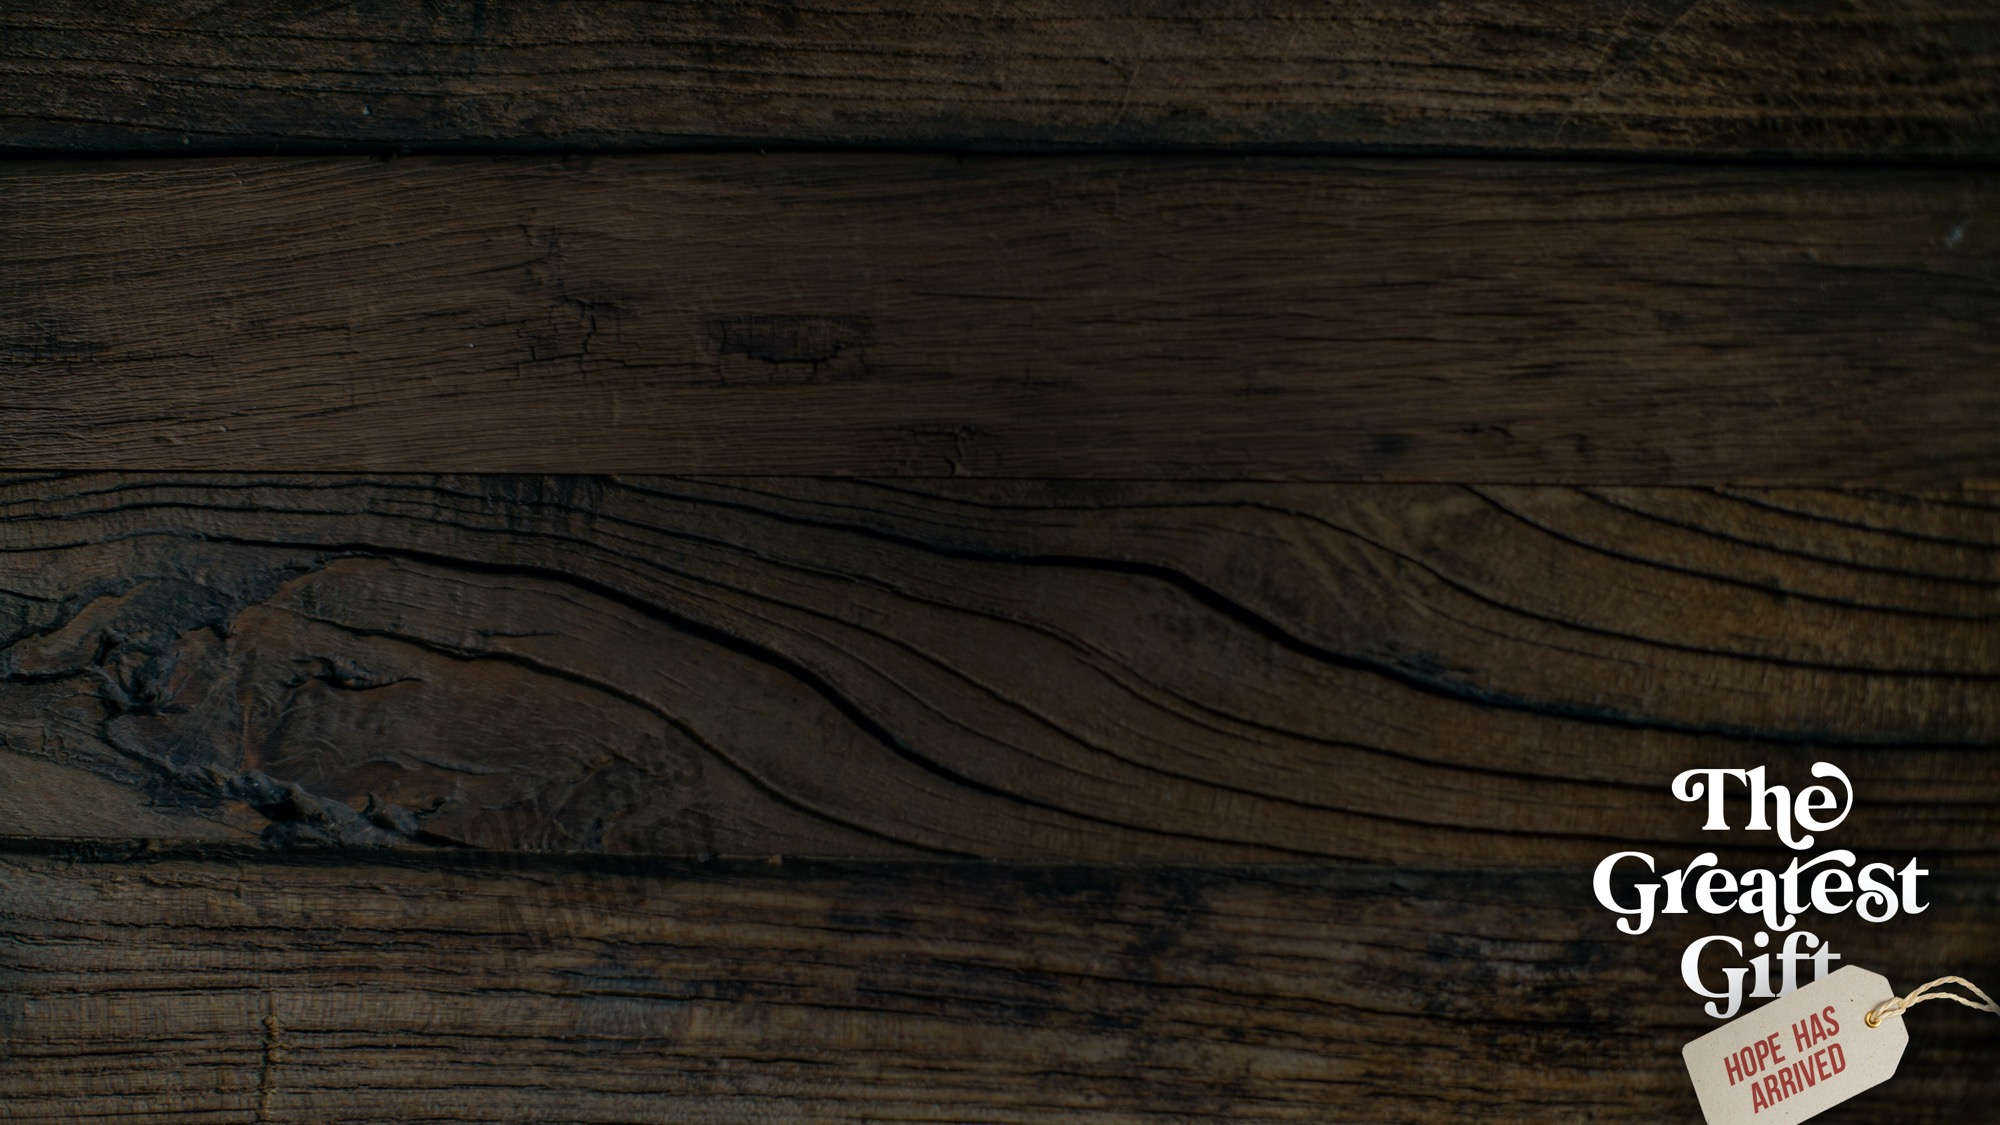 The
Greatest
Gift
HOPE HAS
ARRIVED